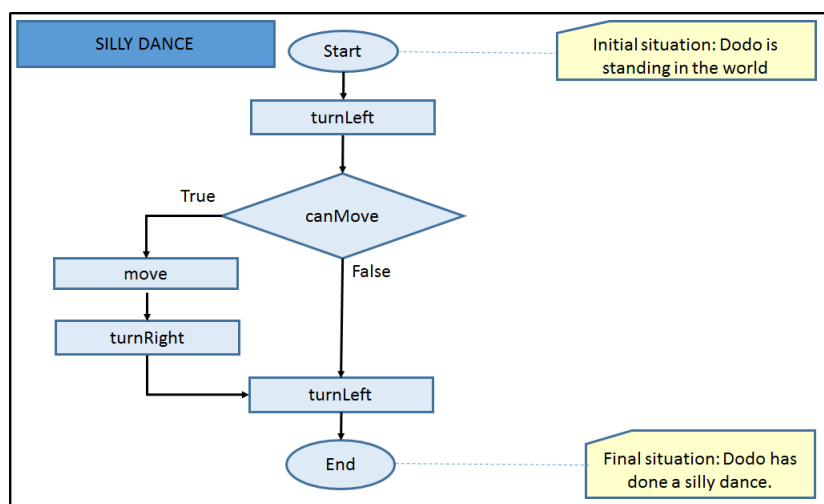 SILLY DANCE
Start
Initial situation: Dodo is
standing in the world
turnLeft
True
canMove
False
move
turnRight
turnLeft
End
Final situation: Dodo has
done a silly dance.